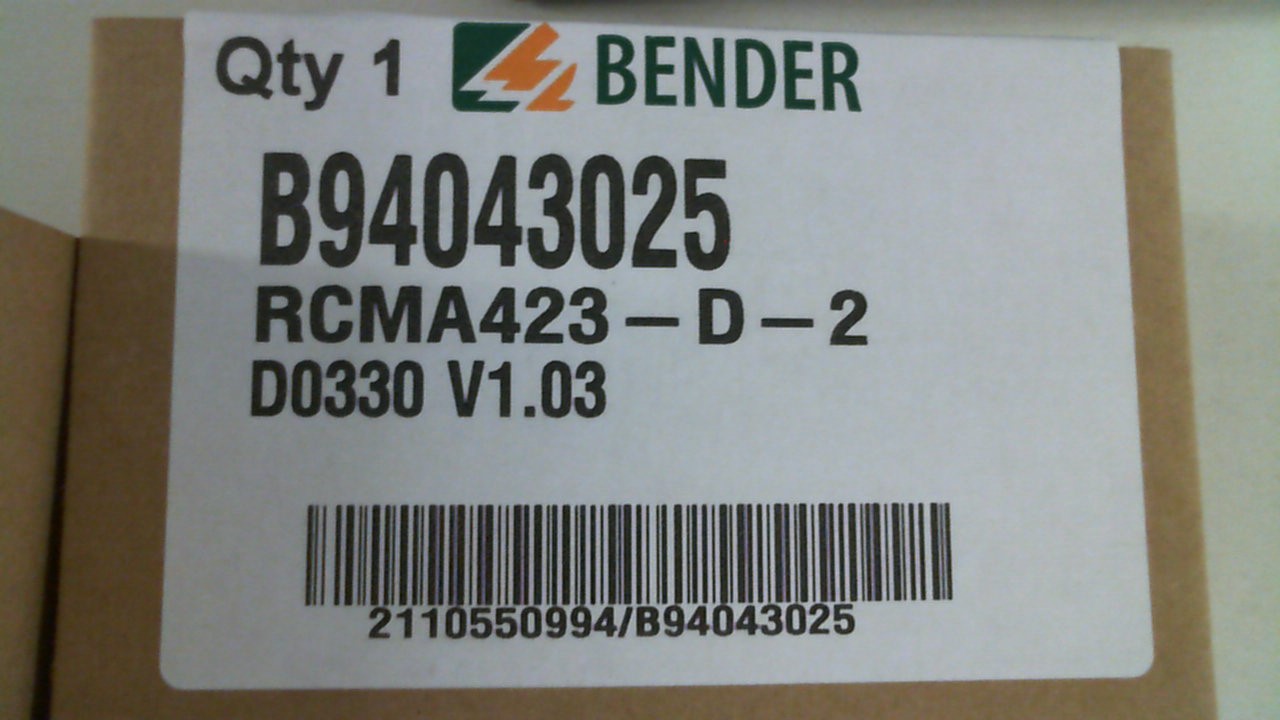 Qty 1 BENDER
B94043025
RCMA423-D-2
D0330 V1.03
2110550994/B94043025